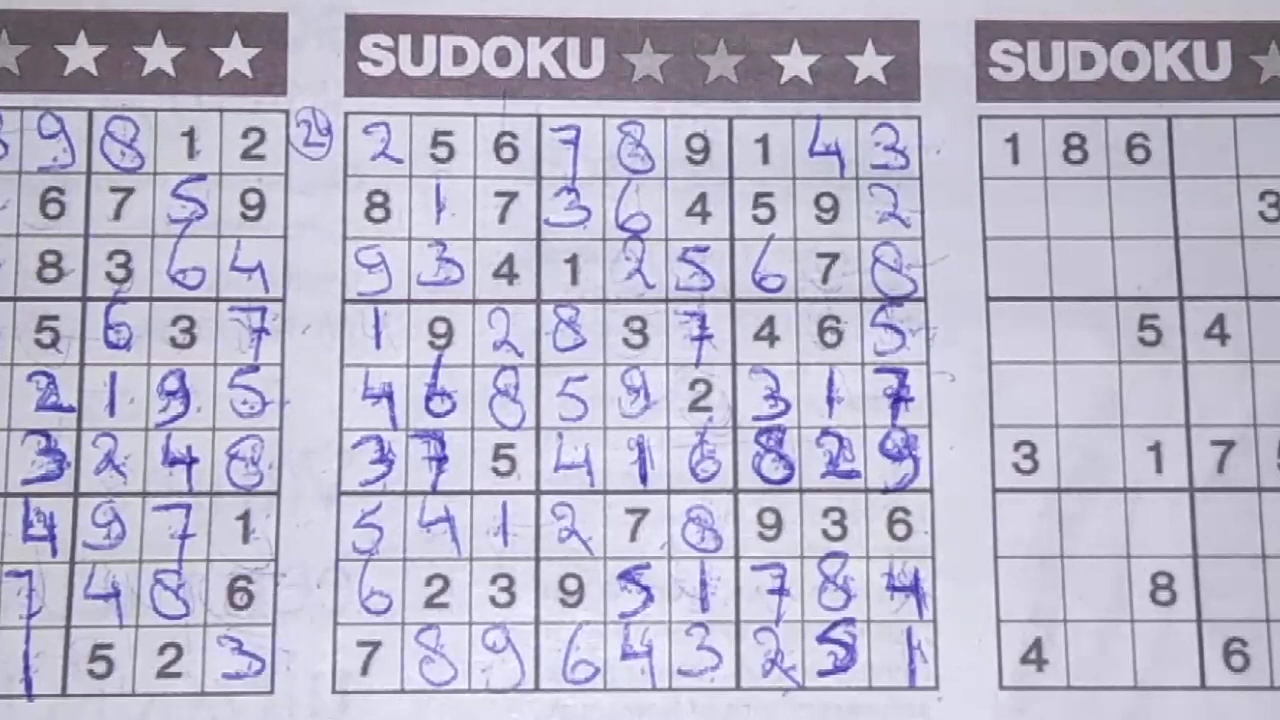 SUDOKU
SUDOKU
9 8 1 2
6 7 5 9
8 3 6 4
5 6 3 7
2 1 9 5
3 2 4 8
4 9 7 1
7 4 8 6
1 5 2 3
29
2 5 6 7 8 9 1 4 3
8 1 7 3 6 4 5 9 2
9 3 4 1 2 5 6 7 8
1 9 2 8 3 7 4 6 5
4 6 8 5 9 2 3 1 7
3 7 5 4 1 6 8 2 9
5 4 1 2 7 8 9 3 6
6 2 3 9 5 1 7 8 4
7 8 9 6 4 3 2 5 1
1 8 6
3
5 4
3 1 7
8
4 6